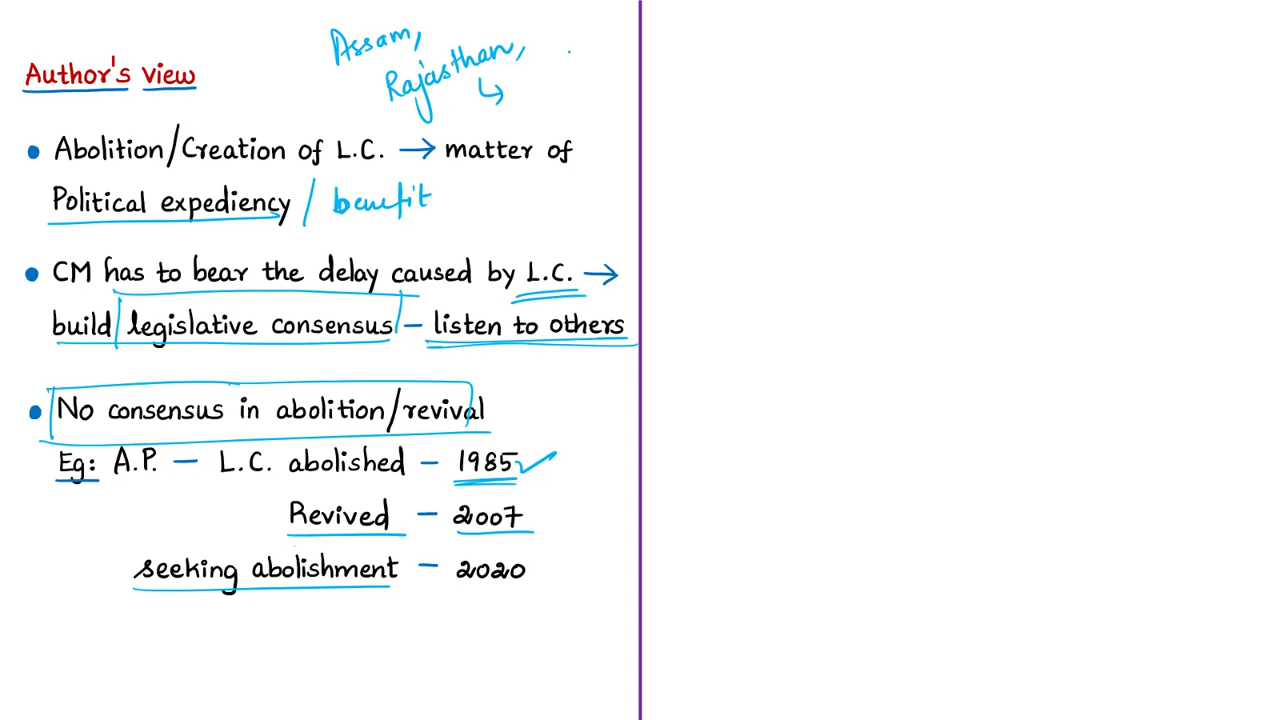 Assam,
Rajasthan,
Author's view
• Abolition/Creation of L.C. → matter of
Political expediency / benefit
• CM has to bear the delay caused by L.C. →
build legislative consensus – listen to others
• No consensus in abolition/revival
Eg: A.P. – L.C. abolished – 1985 ✓
Revived – 2007
seeking abolishment – 2020